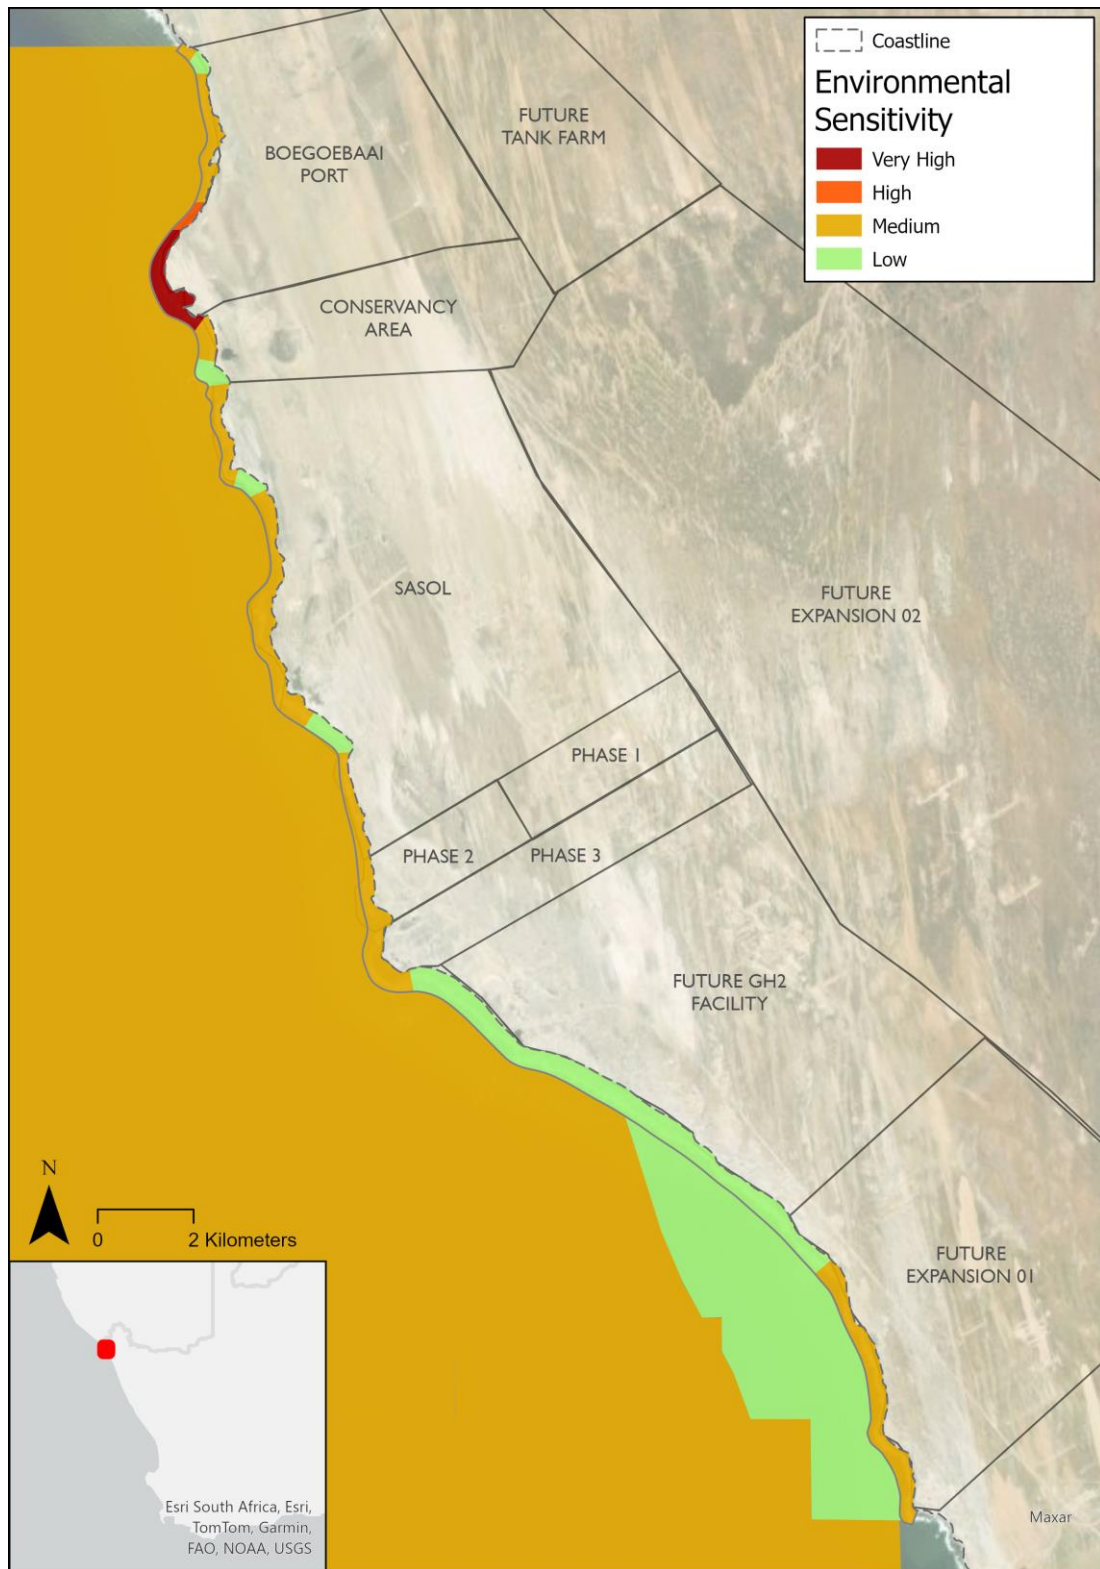 Coastline
Environmental
Sensitivity
Very High
High
Medium
Low
FUTURE
TANK FARM
BOEGOEBAAI
PORT
CONSERVANCY
AREA
SASOL
FUTURE
EXPANSION 02
PHASE 1
PHASE 2
PHASE 3
FUTURE GH2
FACILITY
FUTURE
EXPANSION 01
N
0 2 Kilometers
Esri South Africa, Esri,
TomTom, Garmin,
FAO, NOAA, USGS
Maxar